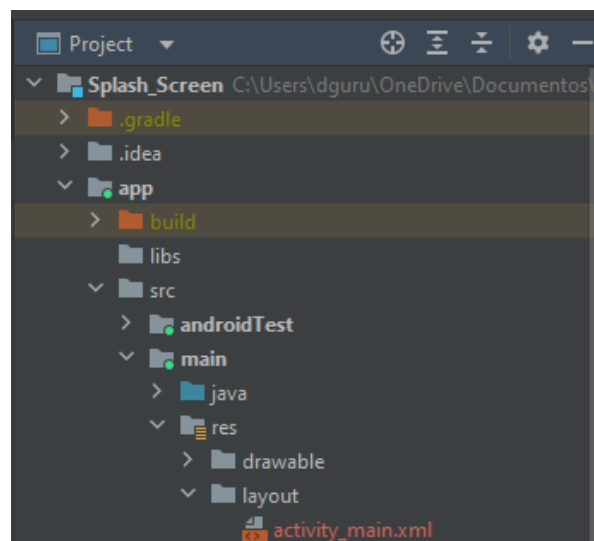 Project
Splash_Screen C:\Users\dguru\OneDrive\Documentos\
.gradle
.idea
app
build
libs
src
androidTest
main
java
res
drawable
layout
activity_main.xml